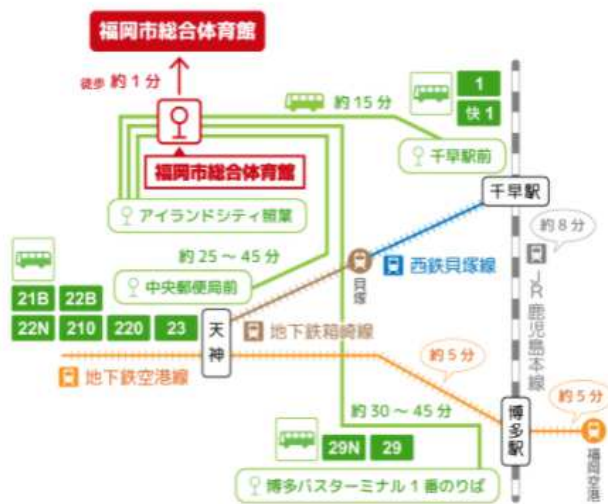 福岡市総合体育館
徒歩 約1分
約15分
1
快1
福岡市総合体育館
千早駅前
千早駅
アイランドシティ照葉
約8分
約25～45分
西鉄貝塚線
貝塚
中央郵便局前
JR鹿児島本線
21B 22B
22N 210 220 23
天神
地下鉄箱崎線
地下鉄空港線
約5分
約5分
約30～45分
博多駅
29N 29
福岡空港
博多バスターミナル1番のりば